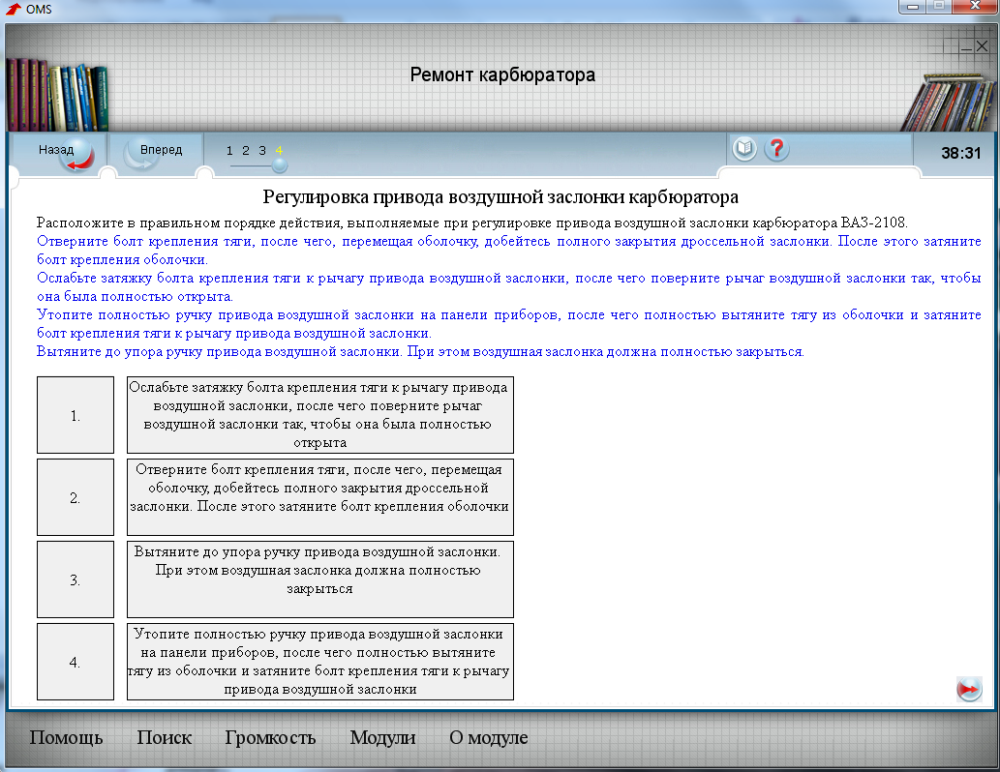 OMS
Ремонт карбюратора
Назад
Вперед
1 2 3 4
?
38:31
Регулировка привода воздушной заслонки карбюратора
Расположите в правильном порядке действия, выполняемые при регулировке привода воздушной заслонки карбюратора ВАЗ-2108.
Отверните болт крепления тяги, после чего, перемещая оболочку, добейтесь полного закрытия дроссельной заслонки. После этого затяните
болт крепления оболочки.
Ослабьте затяжку болта крепления тяги к рычагу привода воздушной заслонки, после чего поверните рычаг воздушной заслонки так, чтобы
она была полностью открыта.
Утопите полностью ручку привода воздушной заслонки на панели приборов, после чего полностью вытяните тягу из оболочки и затяните
болт крепления тяги к рычагу привода воздушной заслонки.
Вытяните до упора ручку привода воздушной заслонки. При этом воздушная заслонка должна полностью закрыться.
1.
Ослабьте затяжку болта крепления тяги к рычагу привода
воздушной заслонки, после чего поверните рычаг
воздушной заслонки так, чтобы она была полностью
открыта
2.
Отверните болт крепления тяги, после чего, перемещая
оболочку, добейтесь полного закрытия дроссельной
заслонки. После этого затяните болт крепления оболочки
3.
Вытяните до упора ручку привода воздушной заслонки.
При этом воздушная заслонка должна полностью
закрыться
4.
Утопите полностью ручку привода воздушной заслонки
на панели приборов, после чего полностью вытяните
тягу из оболочки и затяните болт крепления тяги к рычагу
привода воздушной заслонки
Помощь
Поиск
Громкость
Модули
О модуле